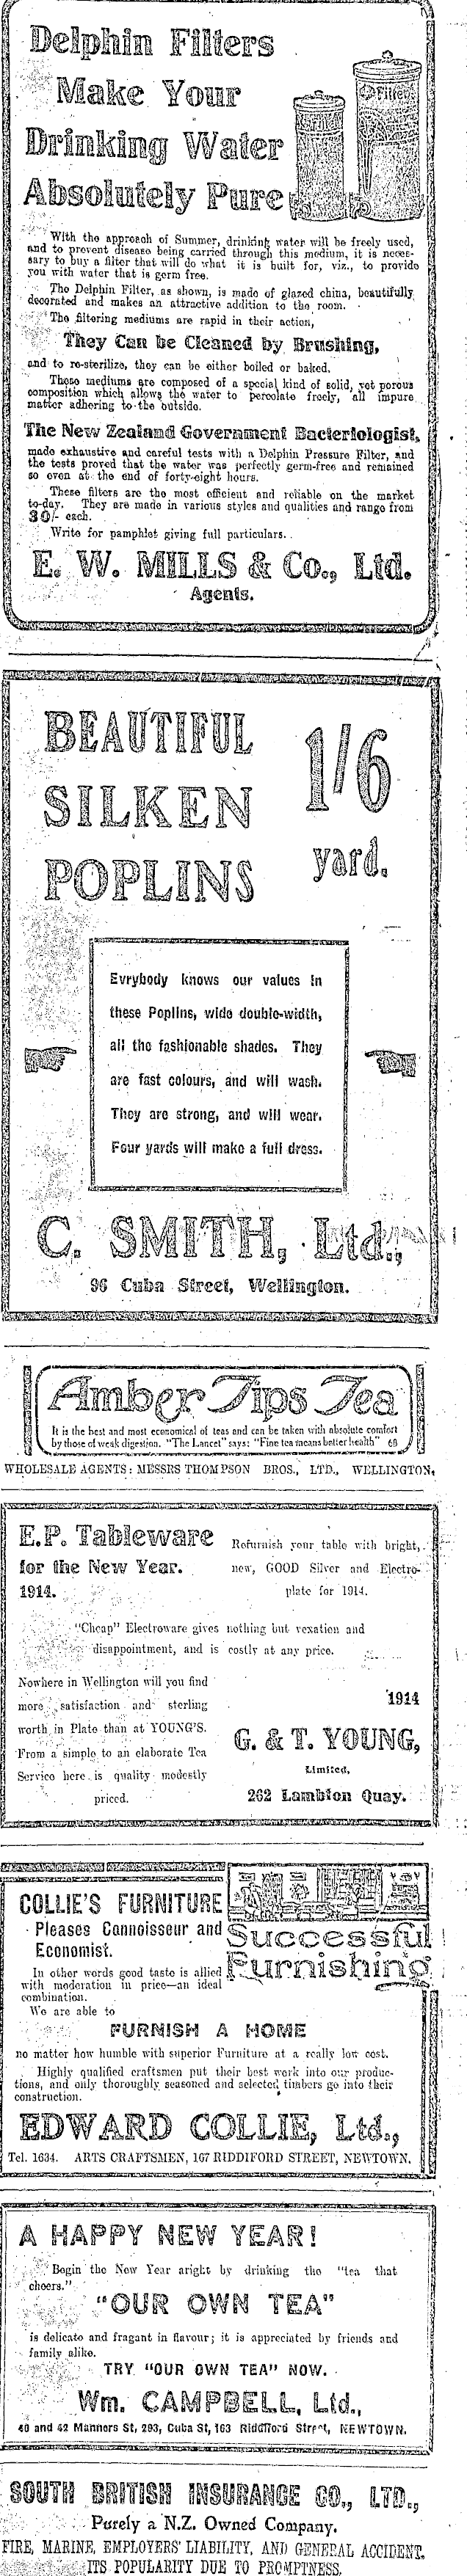 Delphin Filters
Make Your
Drinking Water
Absolutely Pure
Filter
With the approach of Summer, drinking water will be freely used,
and to prevent disease being carried through this medium, it is neces-
sary to buy a filter that will do what it is built for, viz., to provide
you with water that is germ free.
The Delphin Filter, as shown, is made of glazed china, beautifully
decorated and makes an attractive addition to the room.
The filtering mediums are rapid in their action,
They Can be Cleaned by Brushing,
and to re-sterilize, they can be either boiled or baked.
These mediums are composed of a special kind of solid, yet porous
composition which allows the water to percolate freely, all impure
matter adhering to the outside.
The New Zealand Government Bacteriologist,
made exhaustive and careful tests with a Delphin Pressure Filter, and
the tests proved that the water was perfectly germ-free and remained
so even at the end of forty-eight hours.
These filters are the most efficient and reliable on the market
to-day. They are made in various styles and qualities and range from
30/- each.
Write for pamphlet giving full particulars.
E. W. MILLS & Co., Ltd.
Agents.
BEAUTIFUL
SILKEN
POPLINS
1/6
yard.
Evrybody knows our values in
these Poplins, wide double-width,
all the fashionable shades. They
are fast colours, and will wash.
They are strong, and will wear.
Four yards will make a full dress.
C. SMITH, Ltd.,
96 Cuba Street, Wellington.
Amber Tips Tea
It is the best and most economical of teas and can be taken with absolute comfort
by those of weak digestion. "The Lancet" says: "Fine tea means better health" 68
WHOLESALE AGENTS: MESSRS THOMPSON BROS., LTD., WELLINGTON,
E.P. Tableware
for the New Year.
1914.
Refurnish your table with bright,
new, GOOD Silver and Electro-
plate for 1914.
"Cheap" Electroware gives nothing but vexation and
disappointment, and is costly at any price.
Nowhere in Wellington will you find
more satisfaction and sterling
worth in Plate than at YOUNG'S.
From a simple to an elaborate Tea
Service here is quality modestly
priced.
1914
G. & T. YOUNG,
Limited,
262 Lambton Quay.
COLLIE'S FURNITURE
Pleases Connoisseur and
Economist.
Successful
Furnishing
In other words good taste is allied
with moderation in price—an ideal
combination.
We are able to
FURNISH A HOME
no matter how humble with superior Furniture at a really low cost.
Highly qualified craftsmen put their best work into our produc-
tions, and only thoroughly seasoned and selected timbers go into their
construction.
EDWARD COLLIE, Ltd.,
Tel. 1634. ARTS CRAFTSMEN, 167 RIDDIFORD STREET, NEWTOWN.
A HAPPY NEW YEAR!
Begin the New Year aright by drinking the "tea that
cheers."
"OUR OWN TEA"
is delicate and fragant in flavour; it is appreciated by friends and
family alike.
TRY "OUR OWN TEA" NOW.
Wm. CAMPBELL, Ltd.,
40 and 42 Manners St, 293, Cuba St, 163 Riddiford Street, NEWTOWN.
SOUTH BRITISH INSURANCE CO., LTD.,
Purely a N.Z. Owned Company.
FIRE, MARINE, EMPLOYERS' LIABILITY, AND GENERAL ACCIDENT.
ITS POPULARITY DUE TO PROMPTNESS.